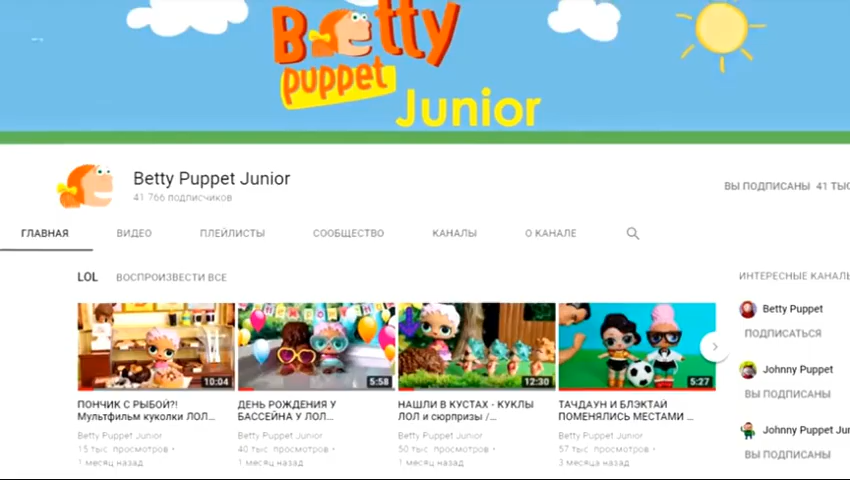 Betty
puppet
Junior
Betty Puppet Junior
41 766 подписчиков
ВЫ ПОДПИСАНЫ 41 ТЫС
ГЛАВНАЯ ВИДЕО ПЛЕЙЛИСТЫ СООБЩЕСТВО КАНАЛЫ О КАНАЛЕ
LOL ВОСПРОИЗВЕСТИ ВСЕ
10:04 5:58 12:30 5:27
ПОНЧИК С РЫБОЙ?! ДЕНЬ РОЖДЕНИЯ У НАШЛИ В КУСТАХ - КУКЛЫ ТАЧДАУН И БЛЭКТАЙ
Мультфильм куколки ЛОЛ... БАССЕЙНА У ЛОЛ... ЛОЛ и сюрпризы /... ПОМЕНЯЛИСЬ МЕСТАМИ ...
Betty Puppet Junior Betty Puppet Junior Betty Puppet Junior Betty Puppet Junior
15 тыс. просмотров • 40 тыс. просмотров • 50 тыс. просмотров • 57 тыс. просмотров •
1 месяц назад 1 месяц назад 1 месяц назад 3 месяца назад
ИНТЕРЕСНЫЕ КАНАЛЫ
Betty Puppet
ПОДПИСАТЬСЯ
Johnny Puppet
ВЫ ПОДПИСАНЫ
Johnny Puppet Jun
ВЫ ПОДПИСАНЫ